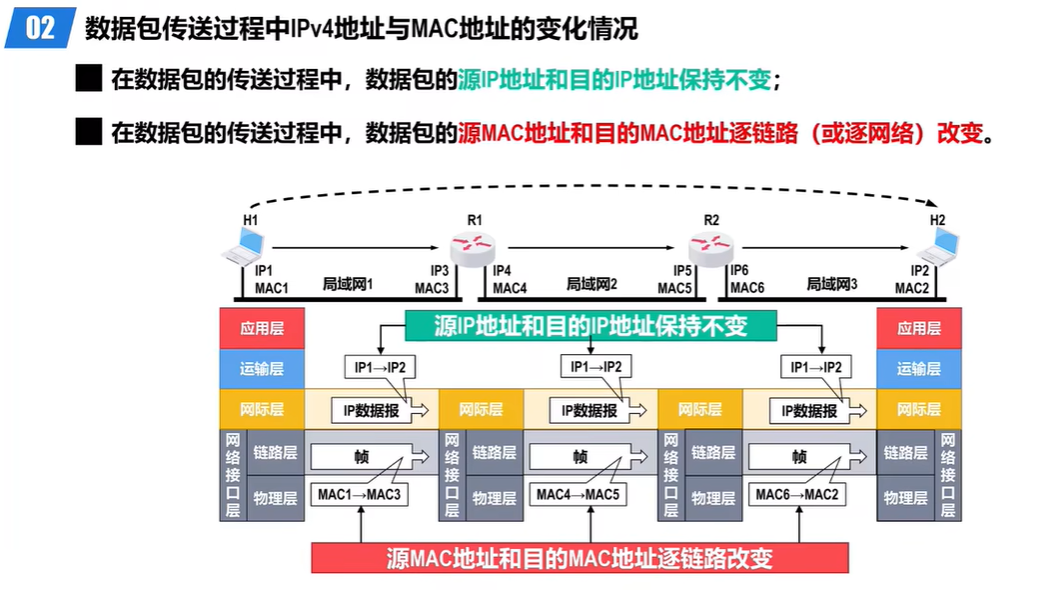 02 数据包传送过程中IPv4地址与MAC地址的变化情况
在数据包的传送过程中，数据包的源IP地址和目的IP地址保持不变；
在数据包的传送过程中，数据包的源MAC地址和目的MAC地址逐链路（或逐网络）改变。
H1 R1 R2 H2
IP1 IP3 IP4 IP5 IP6 IP2
MAC1 局域网1 MAC3 MAC4 局域网2 MAC5 MAC6 局域网3 MAC2
应用层 源IP地址和目的IP地址保持不变 应用层
运输层 IP1→IP2 IP1→IP2 IP1→IP2 运输层
网际层 IP数据报 网际层 IP数据报 网际层 IP数据报 网际层
网络接口层 链路层 帧 网络接口层 链路层 帧 网络接口层 链路层 帧 链路层 网络接口层
物理层 MAC1→MAC3 物理层 MAC4→MAC5 物理层 MAC6→MAC2 物理层
源MAC地址和目的MAC地址逐链路改变